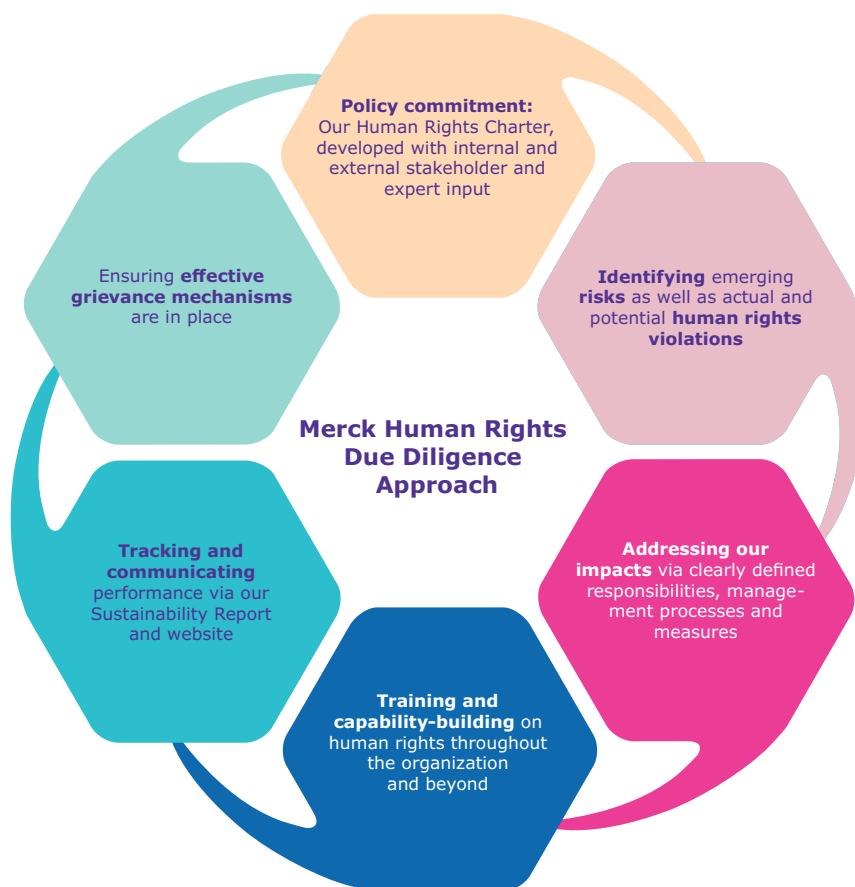 Policy commitment:
Our Human Rights Charter,
developed with internal and
external stakeholder and
expert input
Identifying emerging
risks as well as actual and
potential human rights
violations
Addressing our
impacts via clearly defined
responsibilities, manage-
ment processes and
measures
Training and
capability-building on
human rights throughout
the organization
and beyond
Tracking and
communicating
performance via our
Sustainability Report
and website
Ensuring effective
grievance mechanisms
are in place
Merck Human Rights
Due Diligence
Approach